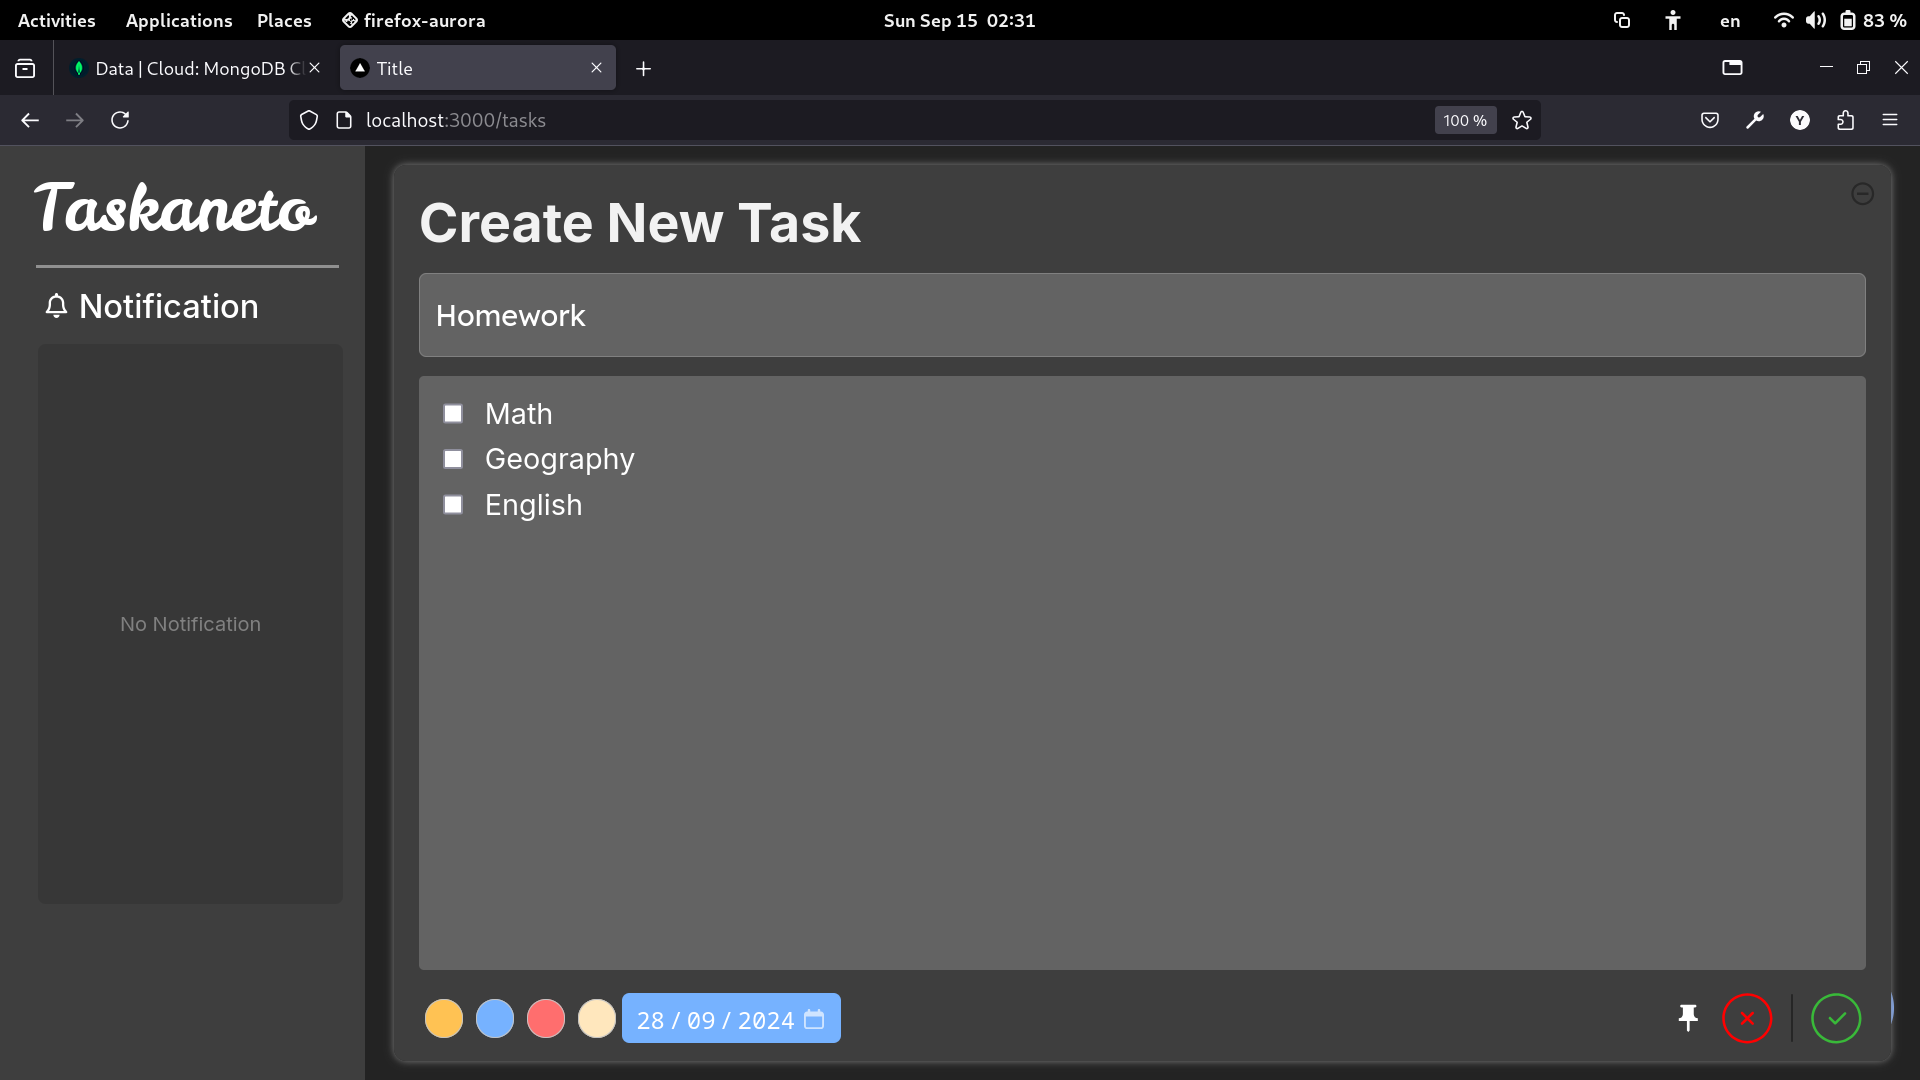 Activities Applications Places firefox-aurora Sun Sep 15 02:31 en 83 %
Data | Cloud: MongoDB Cl Title
localhost:3000/tasks 100 % Y
Taskaneto
Notification
No Notification
Create New Task
Homework
Math
Geography
English
28 / 09 / 2024